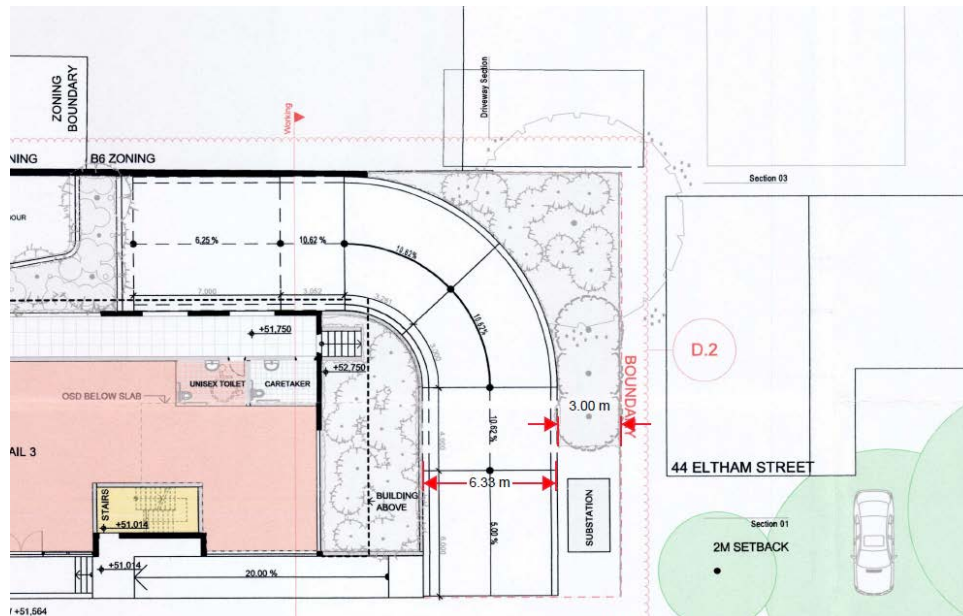 ZONING
BOUNDARY
Working
Driveway Section
NING
B6 ZONING
Section 03
OUR
6.25 %
10.62 %
10.62%
7.000
3.062
10.62%
+51.750
+52.750
UNISEX TOILET
CARETAKER
OSD BELOW SLAB
D.2
BOUNDARY
3.00 m
10.62 %
AIL 3
44 ELTHAM STREET
6.33 m
STAIRS
BUILDING
ABOVE
SUBSTATION
5.00 %
+51.014
Section 01
2M SETBACK
+51.014
20.00 %
+51,564